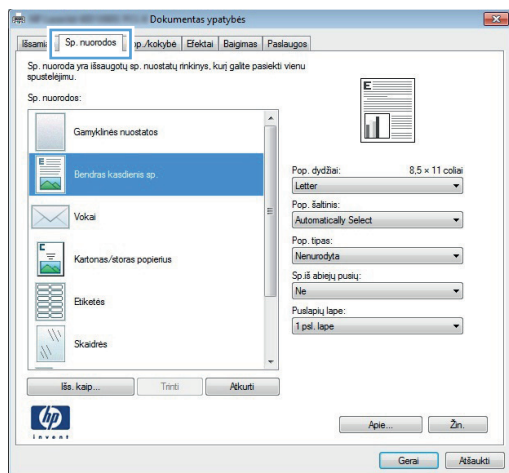 Dokumentas ypatybės
Išsami
Sp. nuorodos
op./kokybė
Efektai
Baigimas
Paslaugos
Sp. nuoroda yra išsaugotų sp. nuostatų rinkinys, kurį galite pasiekti vienu
spustelėjimu.
Sp. nuorodos:
Gamyklinės nuostatos
Bendras kasdienis sp.
Vokai
Kartonas/storas popierius
Etiketės
Skaidrės
Išs. kaip...
Trinti
Atkurti
E
Pop. dydžiai: 8,5 × 11 coliai
Letter
Pop. šaltinis:
Automatically Select
Pop. tipas:
Nenurodyta
Sp.iš abiejų pusių:
Ne
Puslapių lape:
1 psl. lape
hp
invent
Apie...
Žin.
Gerai
Atšaukti